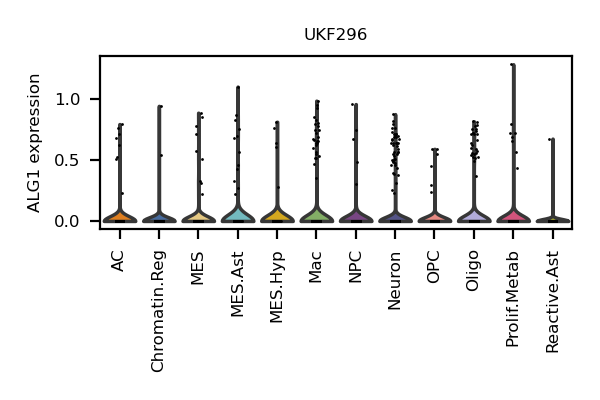 UKF296
ALG1 expression
1.0
0.5
0.0
AC
Chromatin.Reg
MES
MES.Ast
MES.Hyp
Mac
NPC
Neuron
OPC
Oligo
Prolif.Metab
Reactive.Ast